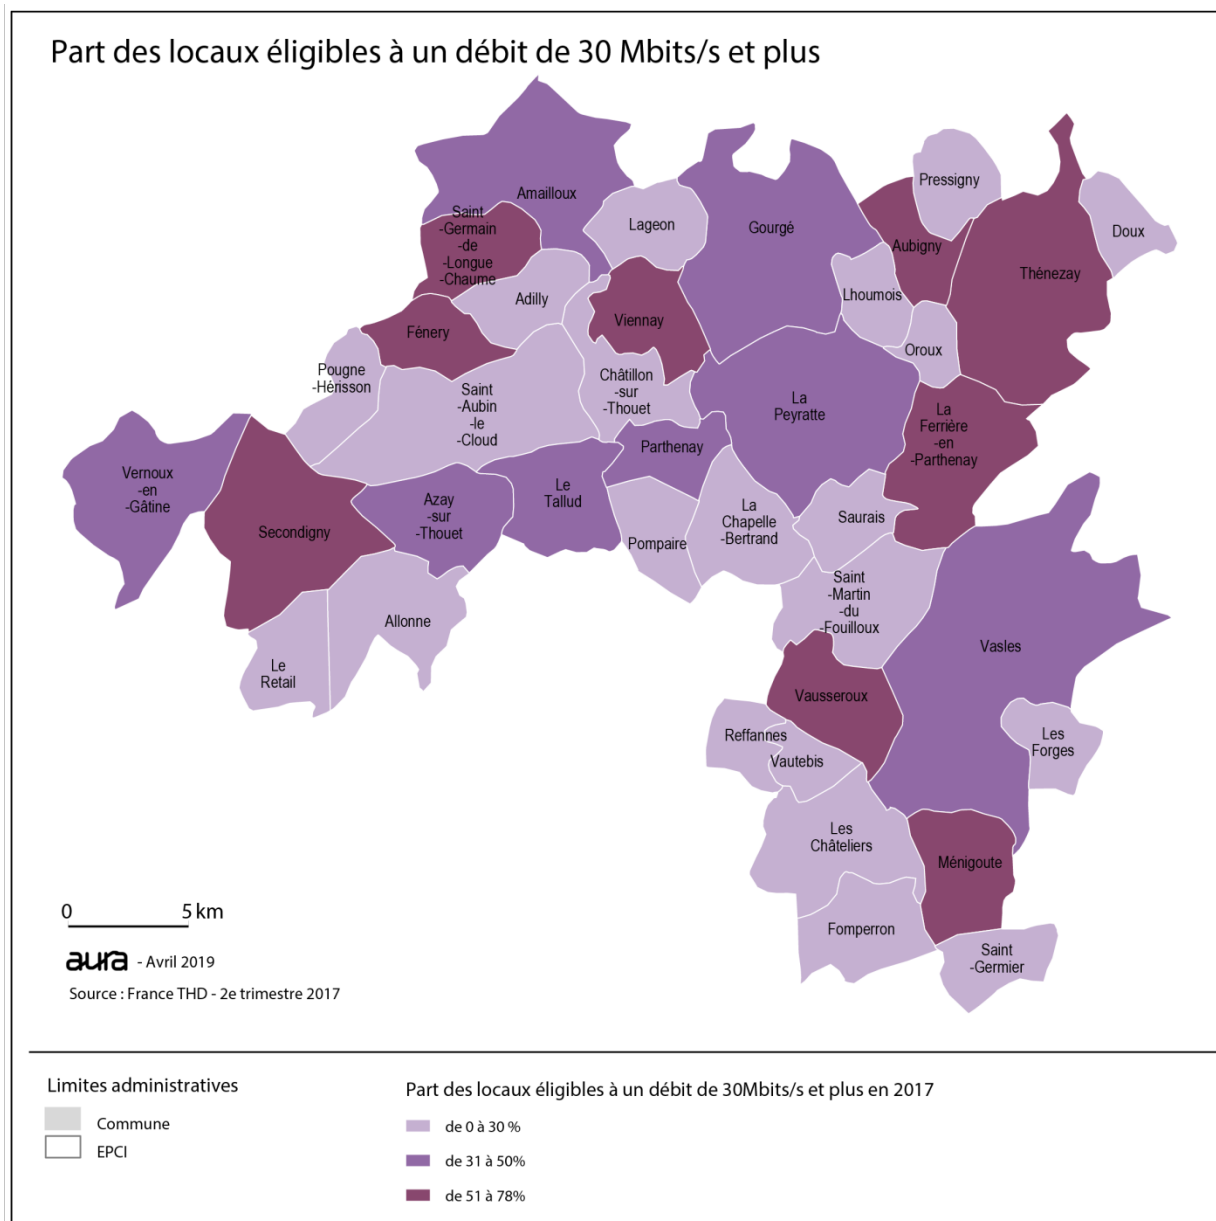 Part des locaux éligibles à un débit de 30 Mbits/s et plus
Amailloux
Pressigny
Saint
-Germain
-de
-Longue
-Chaume
Lageon
Gourgé
Aubigny
Doux
Thénezay
Adilly
Lhoumois
Viennay
Fénery
Oroux
Pougne
-Hérisson
Châtillon
-sur
-Thouet
Saint
-Aubin
-le
-Cloud
La
Peyratte
La
Ferrière
-en
-Parthenay
Parthenay
Vernoux
-en
-Gâtine
Azay
-sur
-Thouet
Le
Tallud
La
Chapelle
-Bertrand
Saurais
Secondigny
Pompaire
Saint
-Martin
-du
-Fouilloux
Allonne
Vasles
Le
Retail
Vausseroux
Reffannes
Les
Forges
Vautebis
Les
Châteliers
Ménigoute
Fomperron
Saint
-Germier
0 5 km
aura - Avril 2019
Source : France THD - 2e trimestre 2017
Limites administratives
Commune
EPCI
Part des locaux éligibles à un débit de 30Mbits/s et plus en 2017
de 0 à 30 %
de 31 à 50%
de 51 à 78%